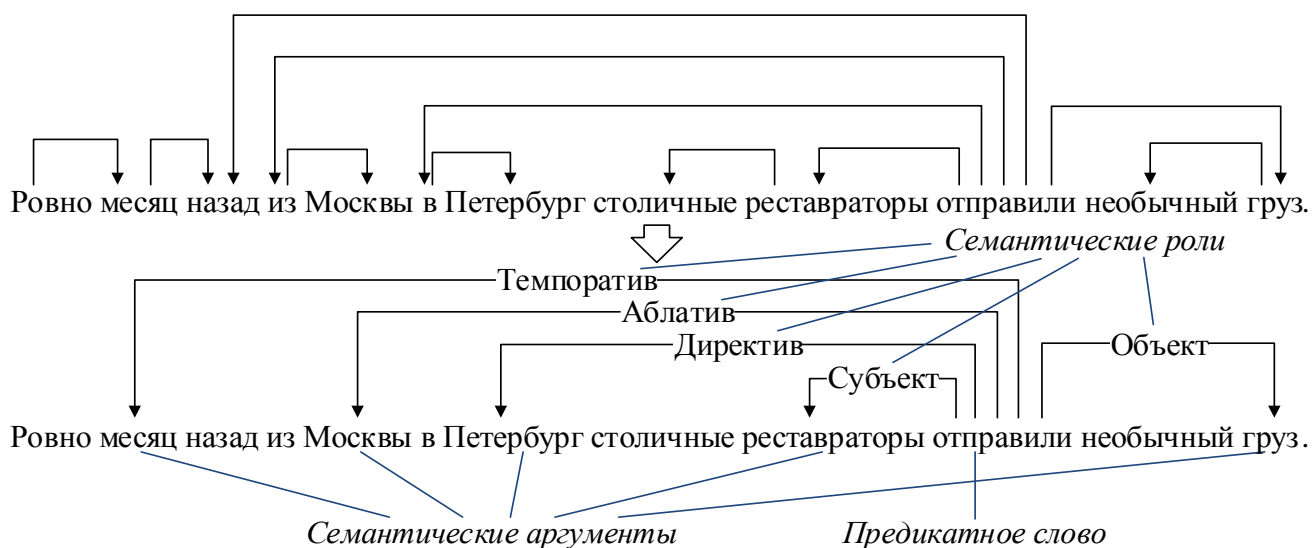 Ровно месяц назад из Москвы в Петербург столичные реставраторы отправили необычный груз.
Семантические роли
Темпоратив
Аблатив
Директив
Объект
Субъект
Ровно месяц назад из Москвы в Петербург столичные реставраторы отправили необычный груз.
Семантические аргументы
Предикатное слово